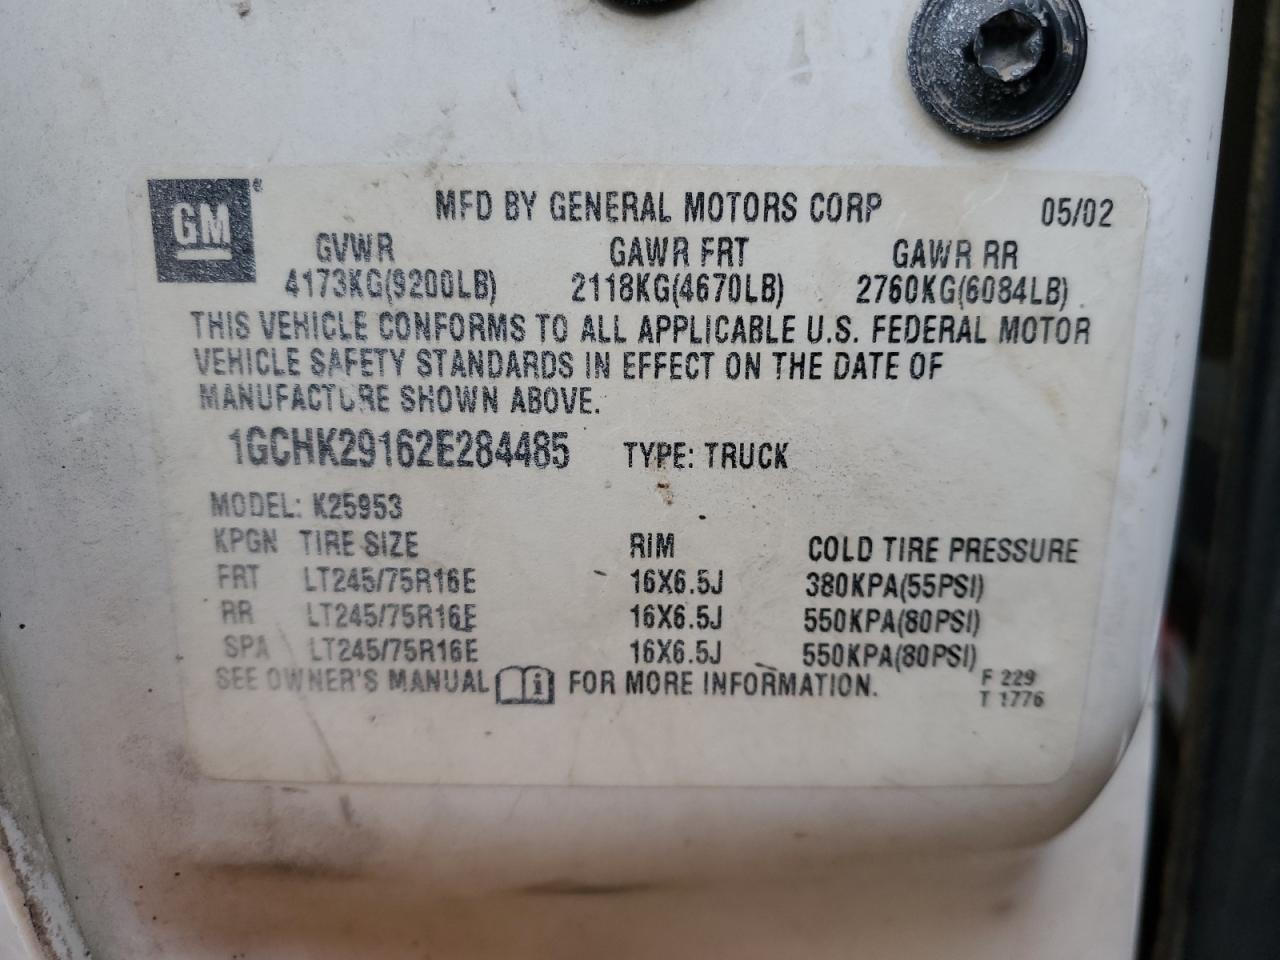 GM ®
MFD BY GENERAL MOTORS CORP 05/02
GVWR GAWR FRT GAWR RR
4173KG(9200LB) 2118KG(4670LB) 2760KG(6084LB)
THIS VEHICLE CONFORMS TO ALL APPLICABLE U.S. FEDERAL MOTOR
VEHICLE SAFETY STANDARDS IN EFFECT ON THE DATE OF
MANUFACTURE SHOWN ABOVE.
1GCHK29162E284485 TYPE: TRUCK
MODEL: K25953
KPGN TIRE SIZE RIM COLD TIRE PRESSURE
FRT LT245/75R16E 16X6.5J 380KPA(55PSI)
RR LT245/75R16E 16X6.5J 550KPA(80PSI)
SPA LT245/75R16E 16X6.5J 550KPA(80PSI)
SEE OWNER'S MANUAL i FOR MORE INFORMATION.
F 229
T 1776